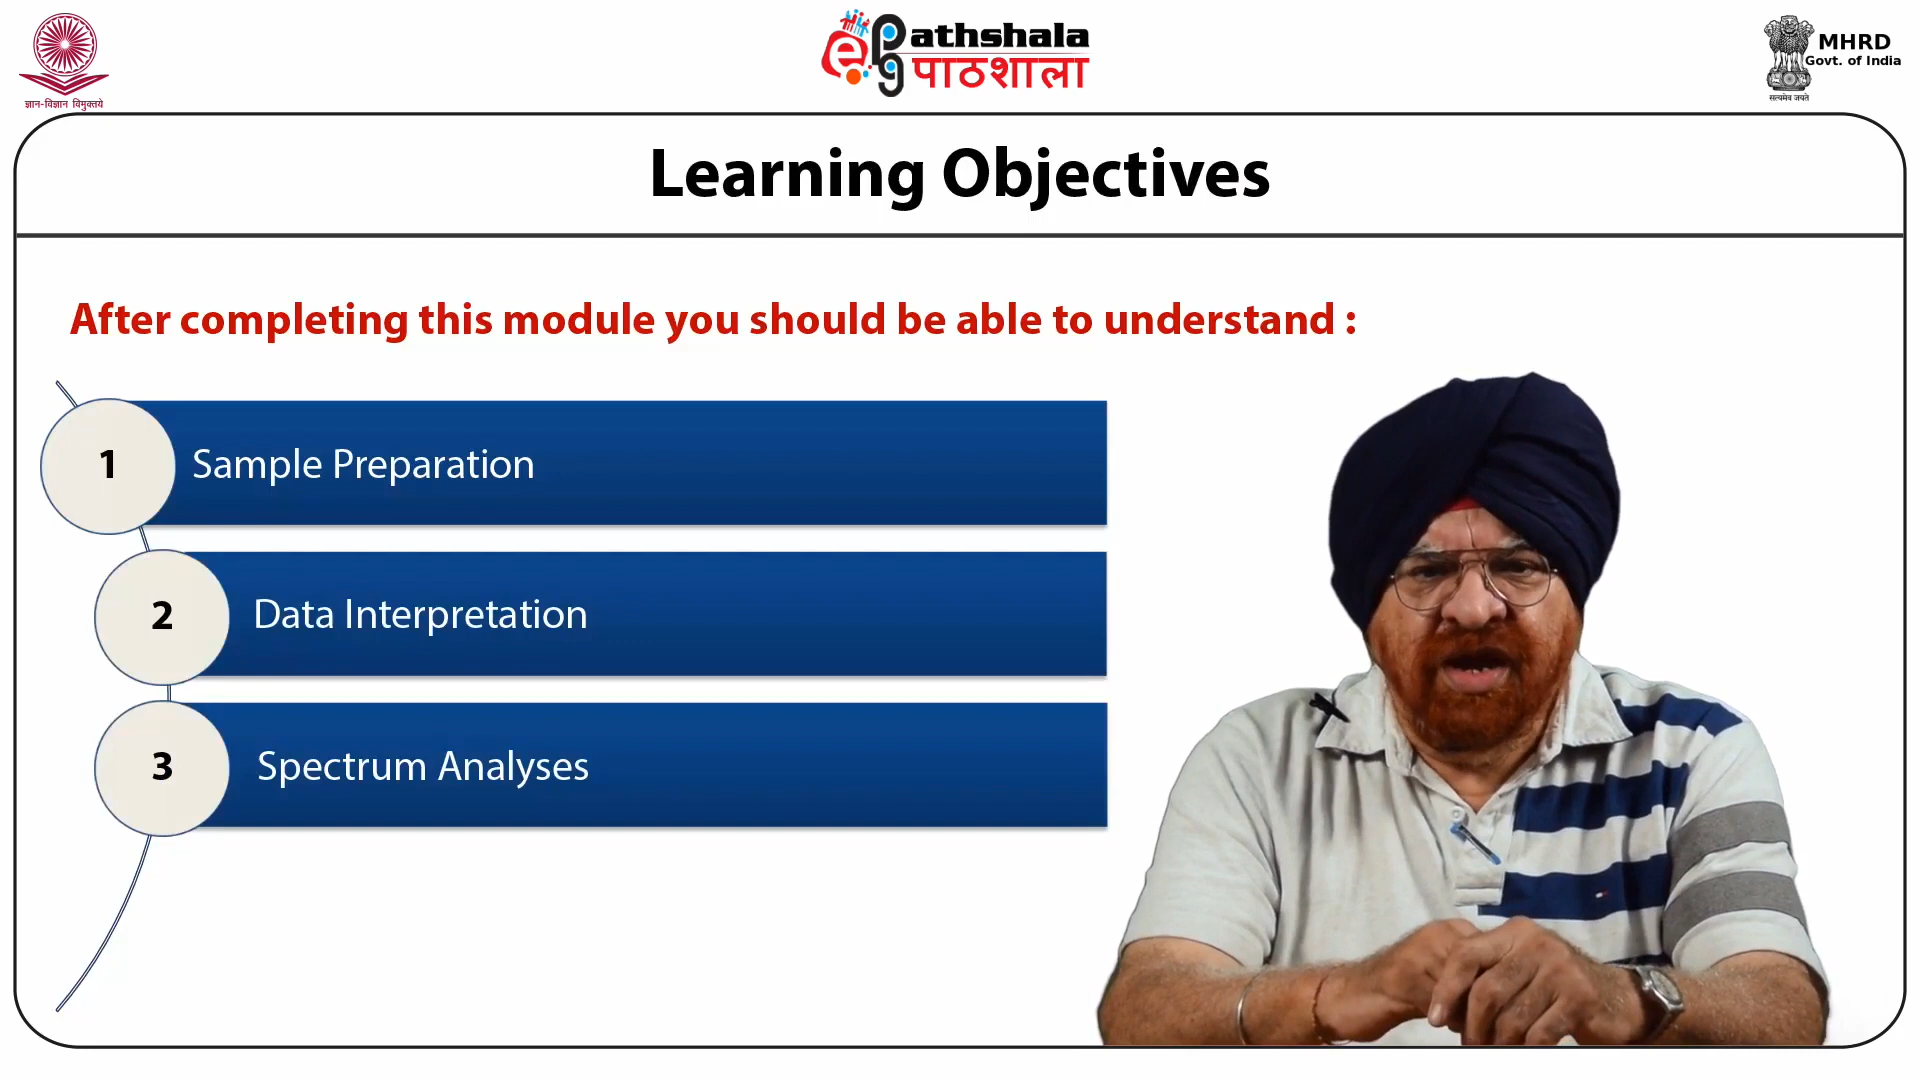 ज्ञान-विज्ञान विमुक्तये
ePathshala
पाठशाला
MHRD
Govt. of India
सत्यमेव जयते
Learning Objectives
After completing this module you should be able to understand :
1 Sample Preparation
2 Data Interpretation
3 Spectrum Analyses